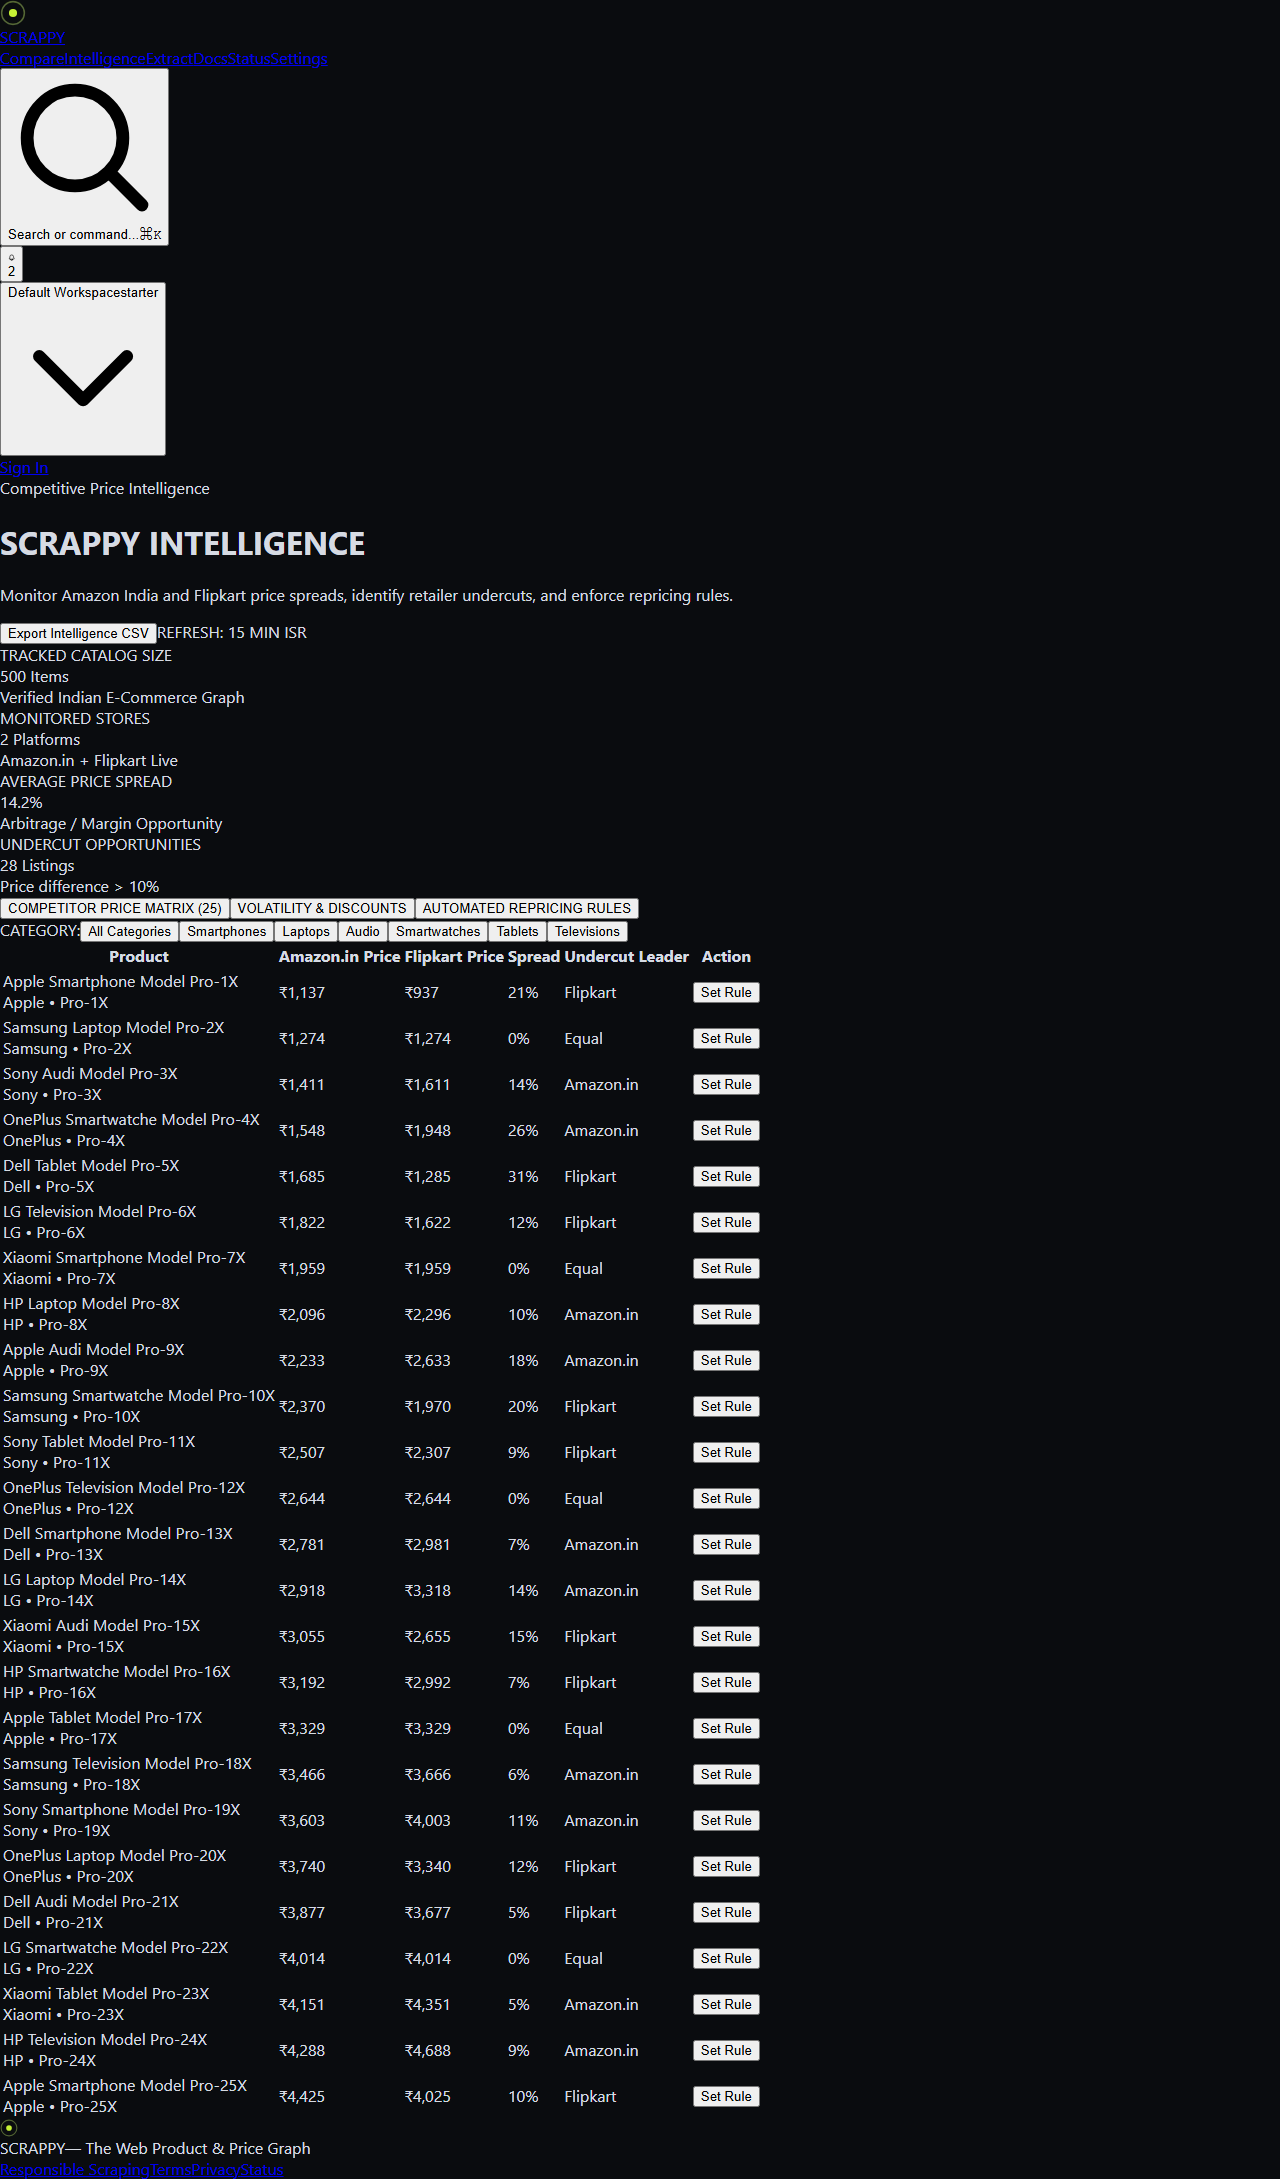 SCRAPPY
CompareIntelligenceExtractDocsStatusSettings
Search or command...⌘K
2
Default Workspacestarter
Sign In
Competitive Price Intelligence
SCRAPPY INTELLIGENCE
Monitor Amazon India and Flipkart price spreads, identify retailer undercuts, and enforce repricing rules.
Export Intelligence CSV REFRESH: 15 MIN ISR
TRACKED CATALOG SIZE
500 Items
Verified Indian E-Commerce Graph
MONITORED STORES
2 Platforms
Amazon.in + Flipkart Live
AVERAGE PRICE SPREAD
14.2%
Arbitrage / Margin Opportunity
UNDERCUT OPPORTUNITIES
28 Listings
Price difference > 10%
COMPETITOR PRICE MATRIX (25) VOLATILITY & DISCOUNTS AUTOMATED REPRICING RULES
CATEGORY: All Categories Smartphones Laptops Audio Smartwatches Tablets Televisions
Product Amazon.in Price Flipkart Price Spread Undercut Leader Action
Apple Smartphone Model Pro-1X
Apple • Pro-1X ₹1,137 ₹937 21% Flipkart Set Rule
Samsung Laptop Model Pro-2X
Samsung • Pro-2X ₹1,274 ₹1,274 0% Equal Set Rule
Sony Audi Model Pro-3X
Sony • Pro-3X ₹1,411 ₹1,611 14% Amazon.in Set Rule
OnePlus Smartwatche Model Pro-4X
OnePlus • Pro-4X ₹1,548 ₹1,948 26% Amazon.in Set Rule
Dell Tablet Model Pro-5X
Dell • Pro-5X ₹1,685 ₹1,285 31% Flipkart Set Rule
LG Television Model Pro-6X
LG • Pro-6X ₹1,822 ₹1,622 12% Flipkart Set Rule
Xiaomi Smartphone Model Pro-7X
Xiaomi • Pro-7X ₹1,959 ₹1,959 0% Equal Set Rule
HP Laptop Model Pro-8X
HP • Pro-8X ₹2,096 ₹2,296 10% Amazon.in Set Rule
Apple Audi Model Pro-9X
Apple • Pro-9X ₹2,233 ₹2,633 18% Amazon.in Set Rule
Samsung Smartwatche Model Pro-10X
Samsung • Pro-10X ₹2,370 ₹1,970 20% Flipkart Set Rule
Sony Tablet Model Pro-11X
Sony • Pro-11X ₹2,507 ₹2,307 9% Flipkart Set Rule
OnePlus Television Model Pro-12X
OnePlus • Pro-12X ₹2,644 ₹2,644 0% Equal Set Rule
Dell Smartphone Model Pro-13X
Dell • Pro-13X ₹2,781 ₹2,981 7% Amazon.in Set Rule
LG Laptop Model Pro-14X
LG • Pro-14X ₹2,918 ₹3,318 14% Amazon.in Set Rule
Xiaomi Audi Model Pro-15X
Xiaomi • Pro-15X ₹3,055 ₹2,655 15% Flipkart Set Rule
HP Smartwatche Model Pro-16X
HP • Pro-16X ₹3,192 ₹2,992 7% Flipkart Set Rule
Apple Tablet Model Pro-17X
Apple • Pro-17X ₹3,329 ₹3,329 0% Equal Set Rule
Samsung Television Model Pro-18X
Samsung • Pro-18X ₹3,466 ₹3,666 6% Amazon.in Set Rule
Sony Smartphone Model Pro-19X
Sony • Pro-19X ₹3,603 ₹4,003 11% Amazon.in Set Rule
OnePlus Laptop Model Pro-20X
OnePlus • Pro-20X ₹3,740 ₹3,340 12% Flipkart Set Rule
Dell Audi Model Pro-21X
Dell • Pro-21X ₹3,877 ₹3,677 5% Flipkart Set Rule
LG Smartwatche Model Pro-22X
LG • Pro-22X ₹4,014 ₹4,014 0% Equal Set Rule
Xiaomi Tablet Model Pro-23X
Xiaomi • Pro-23X ₹4,151 ₹4,351 5% Amazon.in Set Rule
HP Television Model Pro-24X
HP • Pro-24X ₹4,288 ₹4,688 9% Amazon.in Set Rule
Apple Smartphone Model Pro-25X
Apple • Pro-25X ₹4,425 ₹4,025 10% Flipkart Set Rule
SCRAPPY— The Web Product & Price Graph
Responsible ScrapingTermsPrivacyStatus